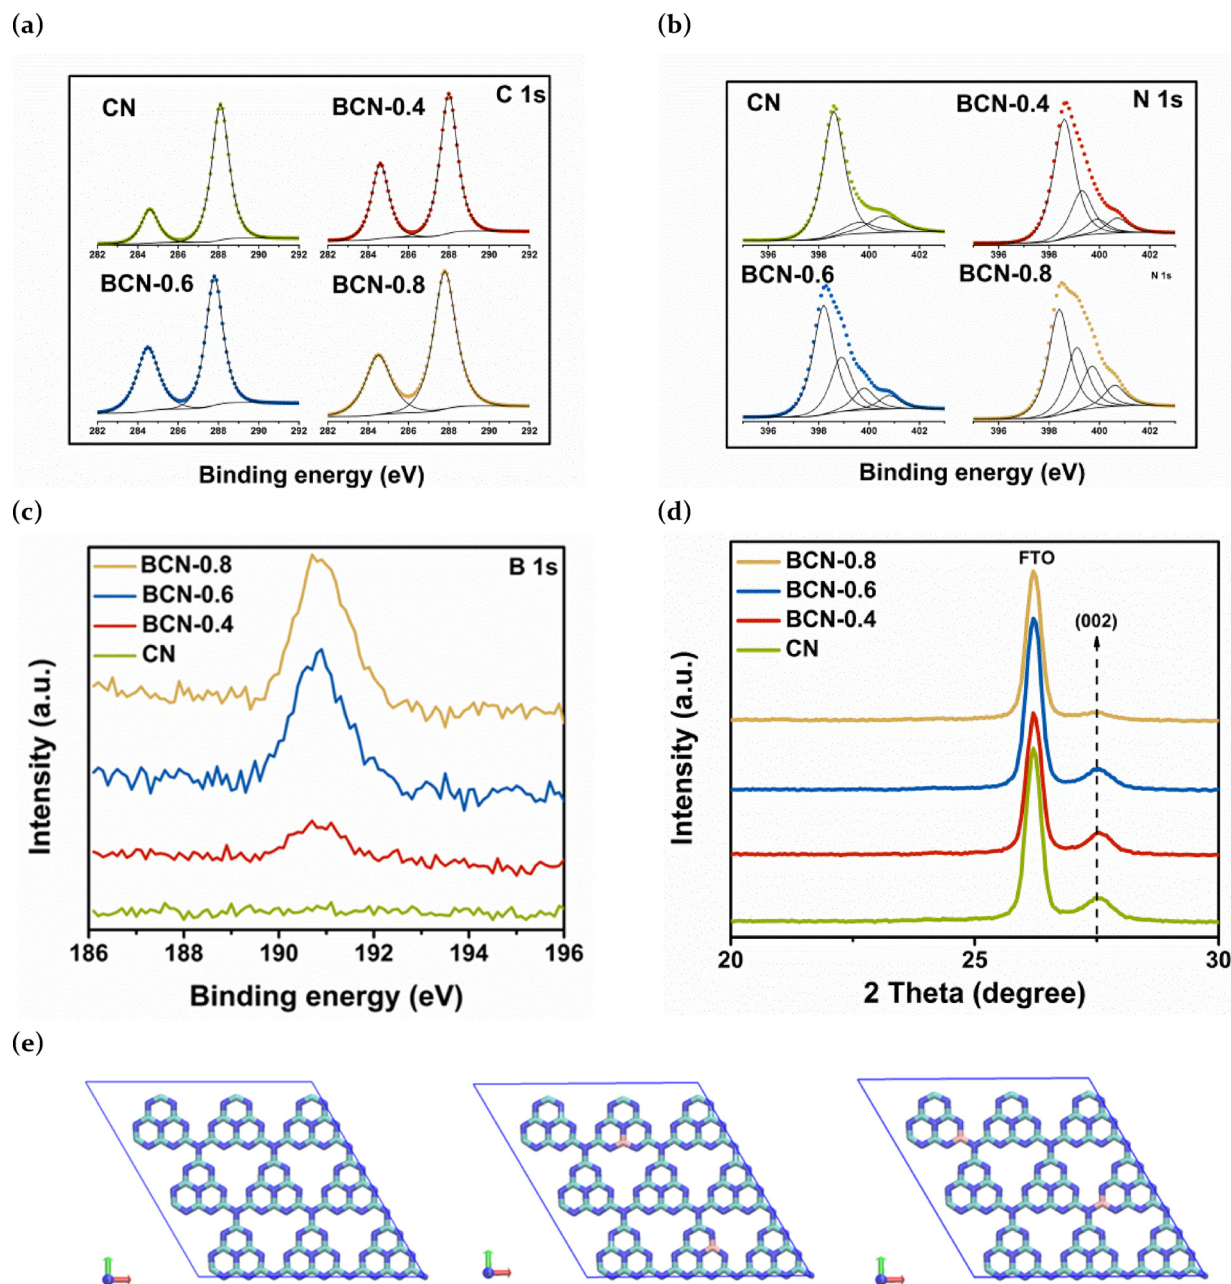 (a)
(b)
CN
BCN-0.4
C 1s
282 284 286 288 290 292
282 284 286 288 290 292
BCN-0.6
BCN-0.8
282 284 286 288 290 292
282 284 286 288 290 292
Binding energy (eV)
CN
BCN-0.4
N 1s
396 398 400 402
396 398 400 402
BCN-0.6
BCN-0.8
N 1s
396 398 400 402
396 398 400 402
Binding energy (eV)
(c)
(d)
BCN-0.8
BCN-0.6
BCN-0.4
CN
B 1s
Intensity (a.u.)
186 188 190 192 194 196
Binding energy (eV)
BCN-0.8
BCN-0.6
BCN-0.4
CN
FTO
(002)
Intensity (a.u.)
20 25 30
2 Theta (degree)
(e)